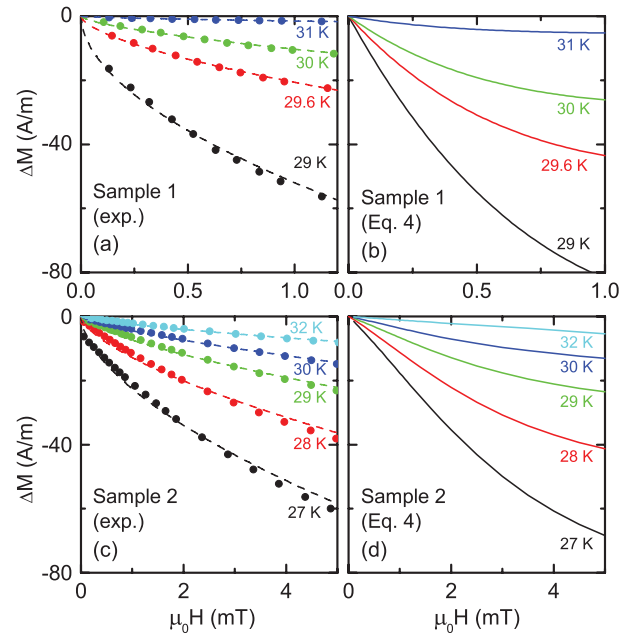 0
-40
-80
ΔM (A/m)
31 K
30 K
29.6 K
29 K
Sample 1
(exp.)
(a)
0.0 0.5 1.0
31 K
30 K
29.6 K
29 K
Sample 1
(Eq. 4)
(b)
0.0 0.5 1.0
0
-40
-80
ΔM (A/m)
32 K
30 K
29 K
28 K
27 K
Sample 2
(exp.)
(c)
0 2 4
μ₀H (mT)
32 K
30 K
29 K
28 K
27 K
Sample 2
(Eq. 4)
(d)
0 2 4
μ₀H (mT)